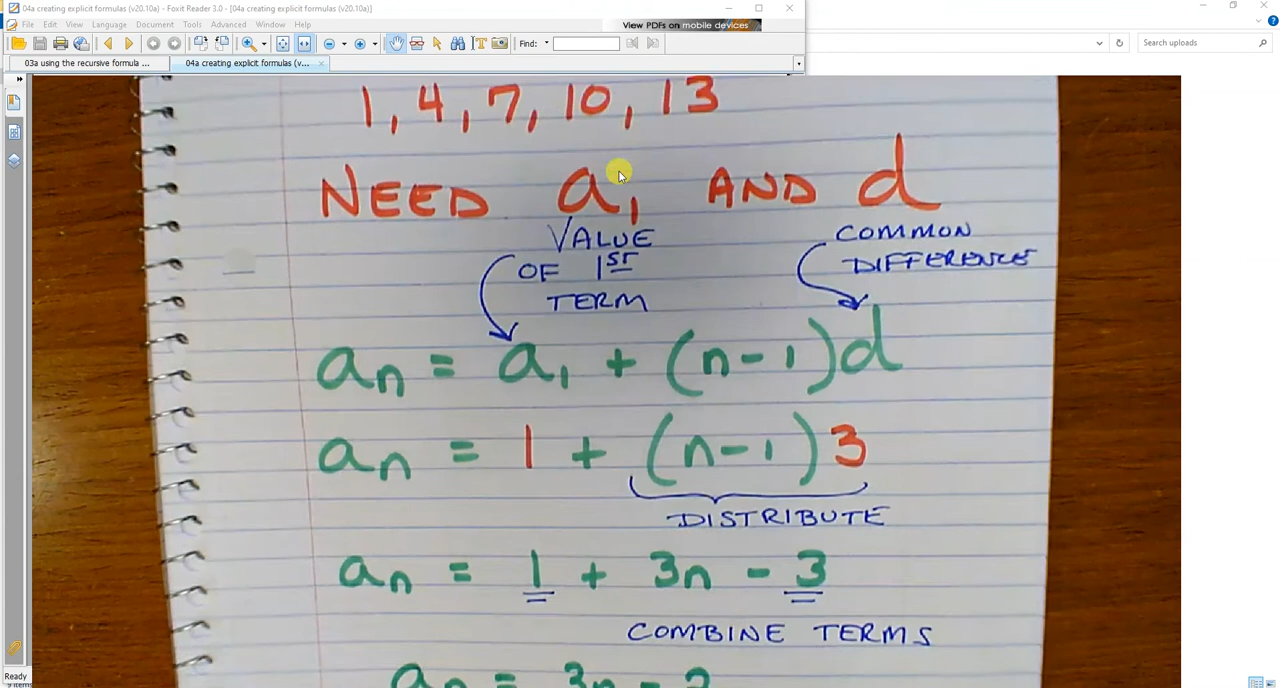 04a creating explicit formulas (v20.10a) - Foxit Reader 3.0 - [04a creating explicit formulas (v20.10a)]
File Edit View Language Document Tools Advanced Window Help
View PDFs on mobile devices
Find:
Search uploads
03a using the recursive formula ...
04a creating explicit formulas (v...
1, 4, 7, 10, 13
NEED a₁ AND d
VALUE OF 1ST TERM
COMMON DIFFERENCE
aₙ = a₁ + (n-1)d
aₙ = 1 + (n-1)3
DISTRIBUTE
aₙ = 1 + 3n - 3
COMBINE TERMS
aₙ = 3n - 2
Ready